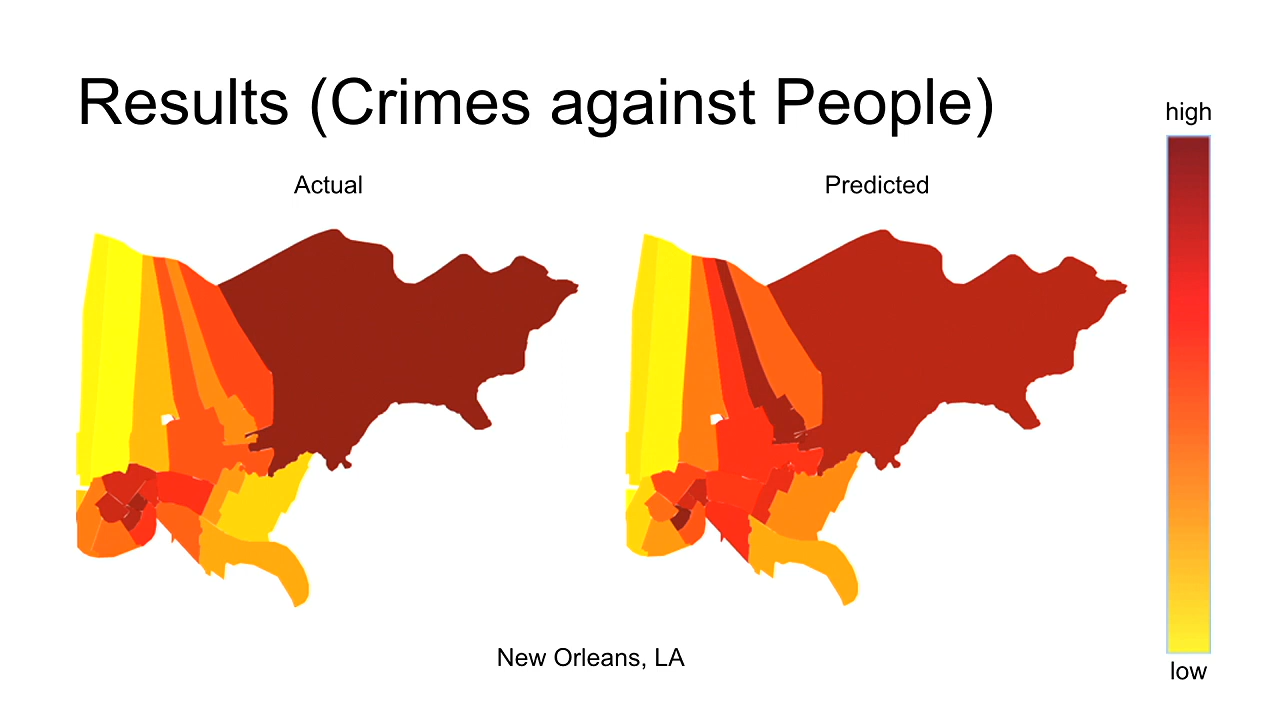 Results (Crimes against People)
high
Actual
Predicted
New Orleans, LA
low